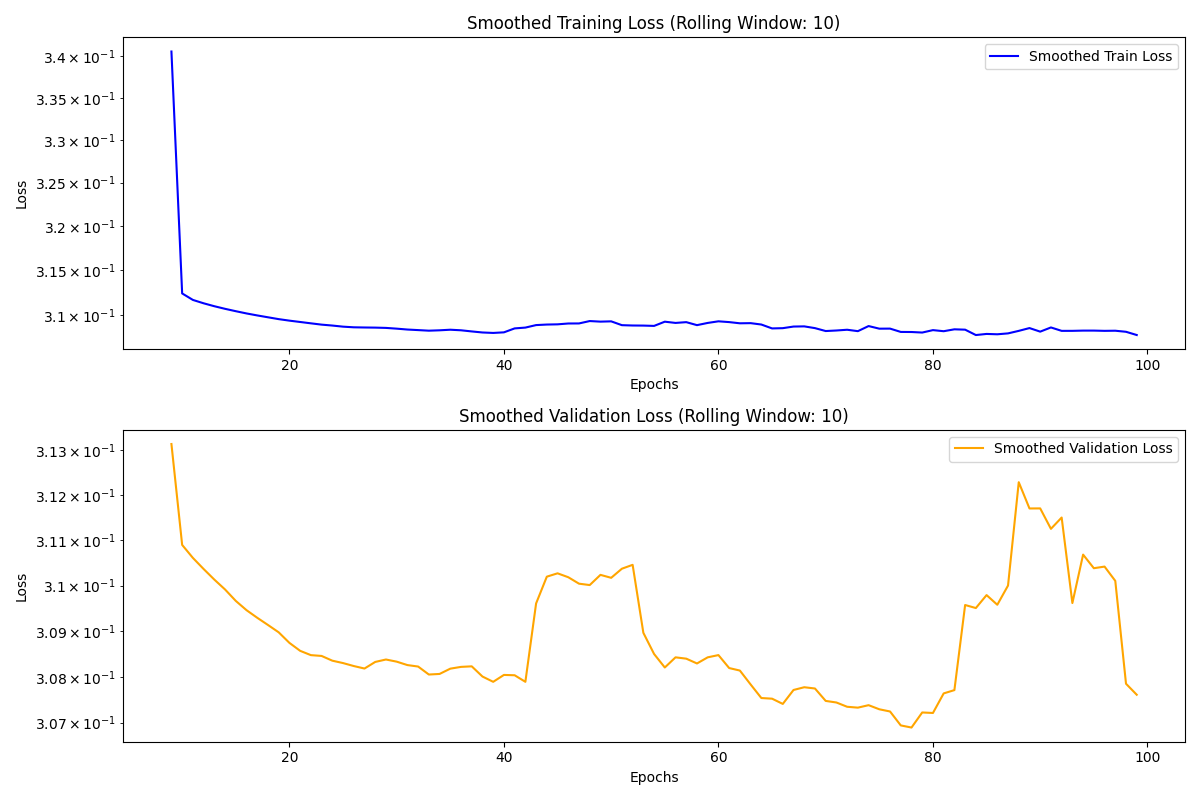 Smoothed Training Loss (Rolling Window: 10)
Smoothed Train Loss
3.4 × 10⁻¹
3.35 × 10⁻¹
3.3 × 10⁻¹
3.25 × 10⁻¹
3.2 × 10⁻¹
3.15 × 10⁻¹
3.1 × 10⁻¹
Loss
20 40 60 80 100
Epochs
Smoothed Validation Loss (Rolling Window: 10)
Smoothed Validation Loss
3.13 × 10⁻¹
3.12 × 10⁻¹
3.11 × 10⁻¹
3.1 × 10⁻¹
3.09 × 10⁻¹
3.08 × 10⁻¹
3.07 × 10⁻¹
Loss
20 40 60 80 100
Epochs